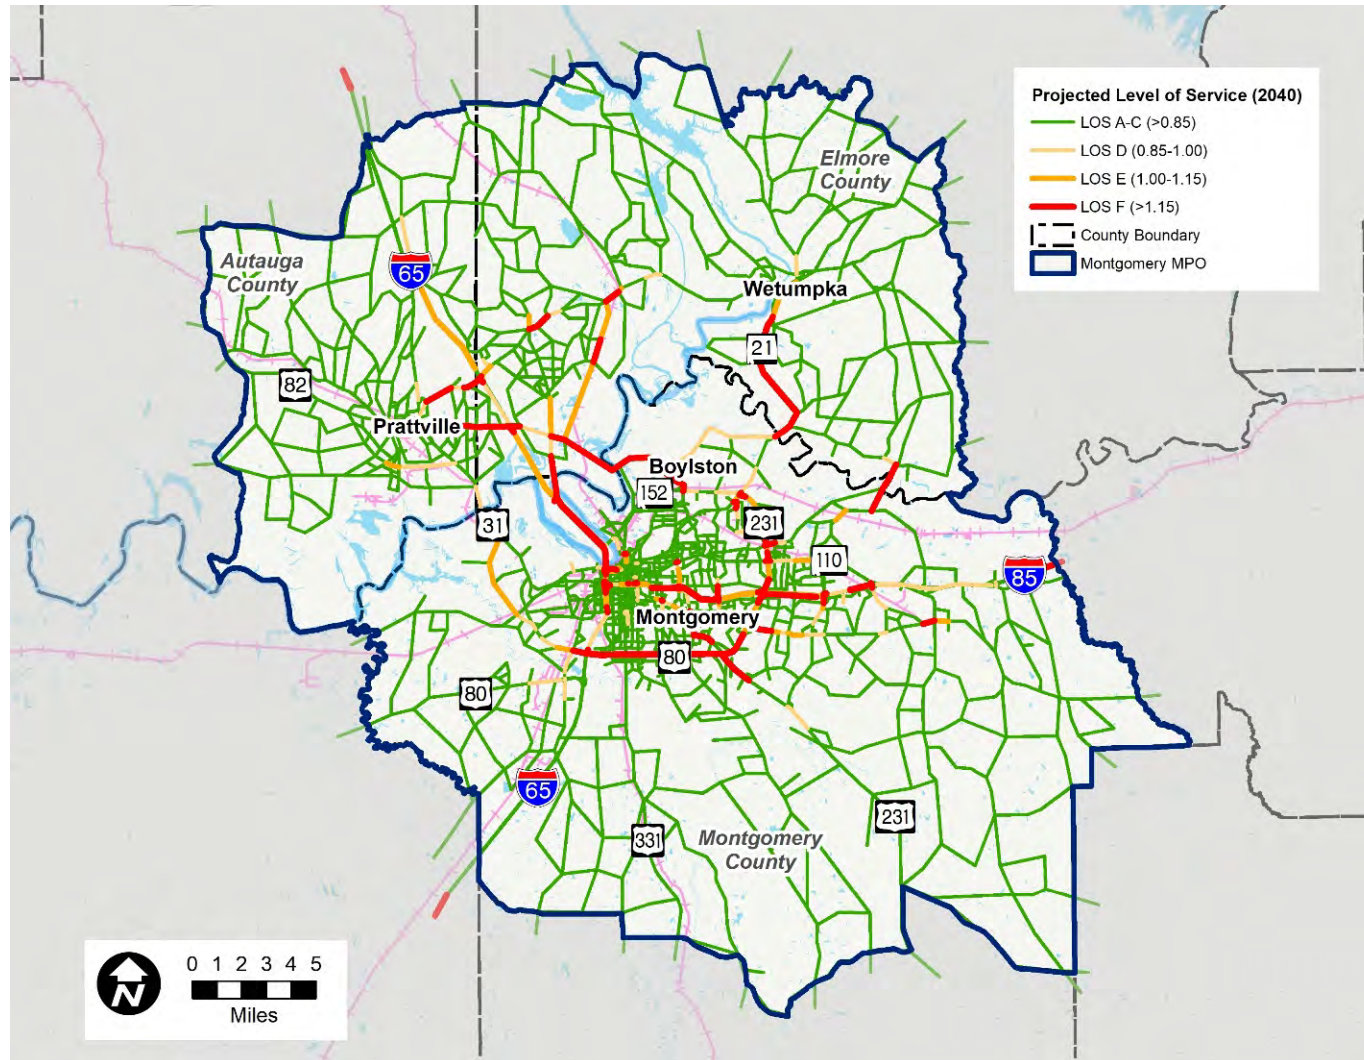 Projected Level of Service (2040)
LOS A-C (>0.85)
LOS D (0.85-1.00)
LOS E (1.00-1.15)
LOS F (>1.15)
County Boundary
Montgomery MPO
Elmore
County
Autauga
County
65
Wetumpka
21
82
Prattville
Boylston
152
31
231
110
85
Montgomery
80
80
65
231
331
Montgomery
County
N
0 1 2 3 4 5
Miles